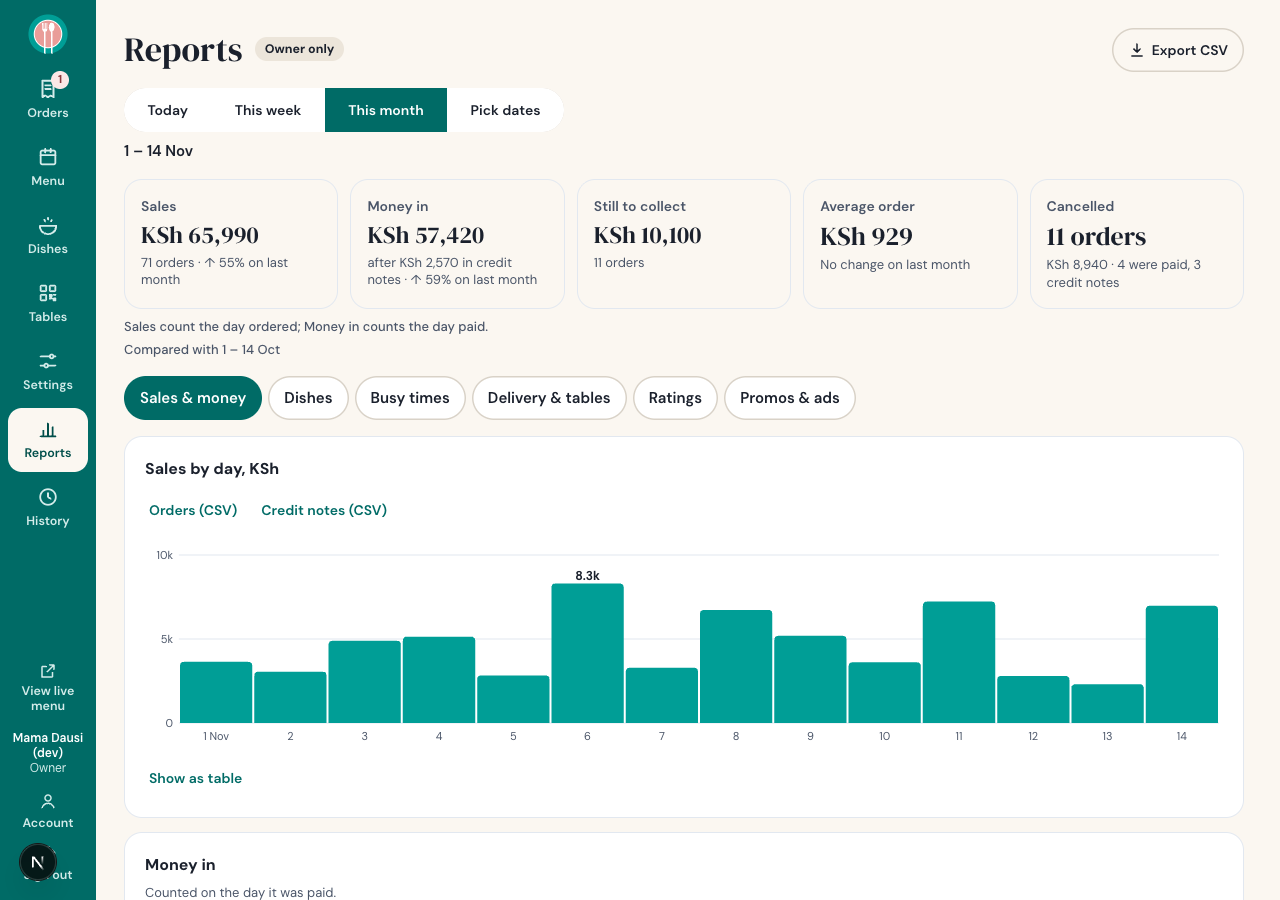 1
Orders
Menu
Dishes
Tables
Settings
Reports
History
View live
menu
Mama Dausi
(dev)
Owner
Account
N
out
Reports
Owner only
Export CSV
Today
This week
This month
Pick dates
1 – 14 Nov
Sales
KSh 65,990
71 orders · ↑ 55% on last
month
Money in
KSh 57,420
after KSh 2,570 in credit
notes · ↑ 59% on last month
Still to collect
KSh 10,100
11 orders
Average order
KSh 929
No change on last month
Cancelled
11 orders
KSh 8,940 · 4 were paid, 3
credit notes
Sales count the day ordered; Money in counts the day paid.
Compared with 1 – 14 Oct
Sales & money
Dishes
Busy times
Delivery & tables
Ratings
Promos & ads
Sales by day, KSh
Orders (CSV)
Credit notes (CSV)
10k
8.3k
5k
0
1 Nov
2
3
4
5
6
7
8
9
10
11
12
13
14
Show as table
Money in
Counted on the day it was paid.